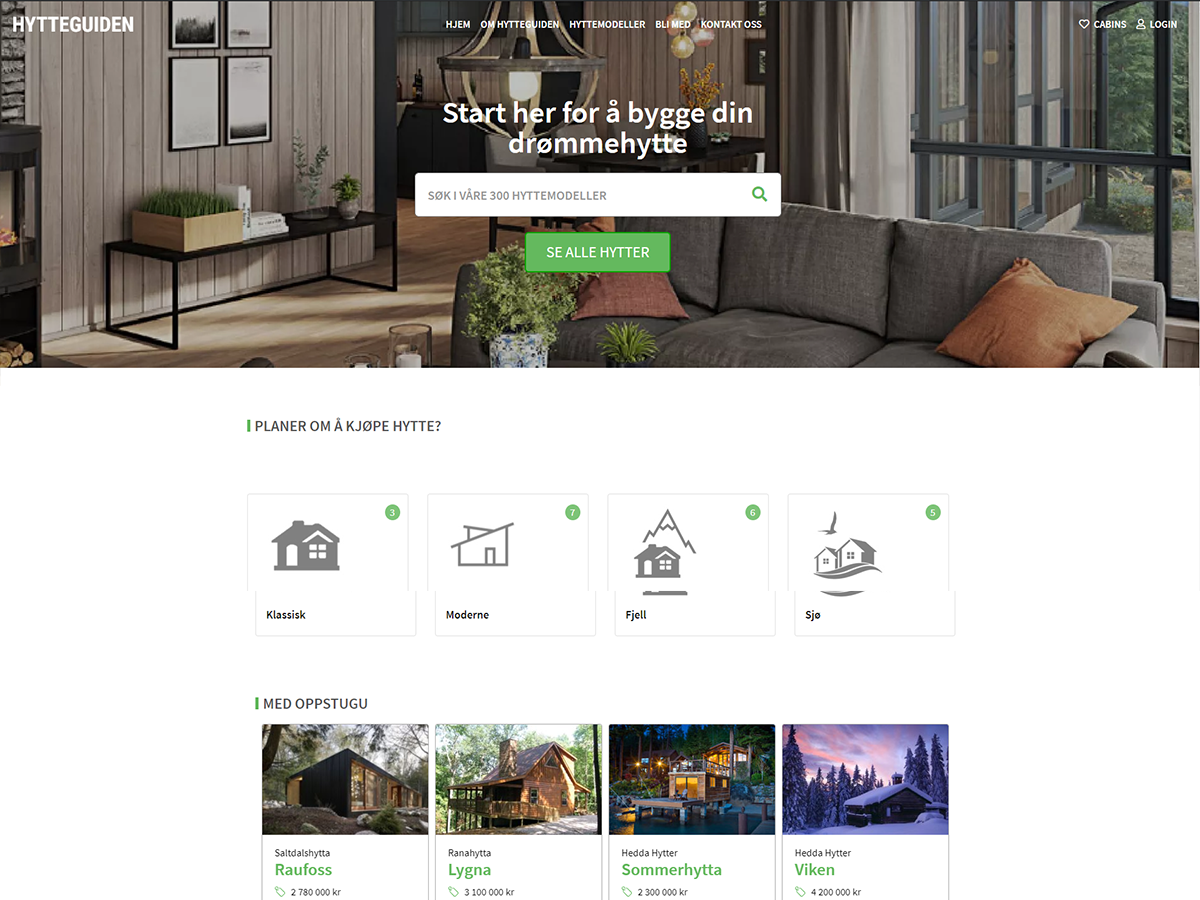 HYTTEGUIDEN
HJEM OM HYTTEGUIDEN HYTTEMODELLER BLI MED KONTAKT OSS
CABINS LOGIN
Start her for å bygge din
drømmehytte
SØK I VÅRE 300 HYTTEMODELLER
SE ALLE HYTTER
PLANER OM Å KJØPE HYTTE?
3 7 6 5
Klassisk Moderne Fjell Sjø
MED OPPSTUGU
Saltdalshytta Ranahytta Hedda Hytter Hedda Hytter
Raufoss Lygna Sommerhytta Viken
2 780 000 kr 3 100 000 kr 2 300 000 kr 4 200 000 kr